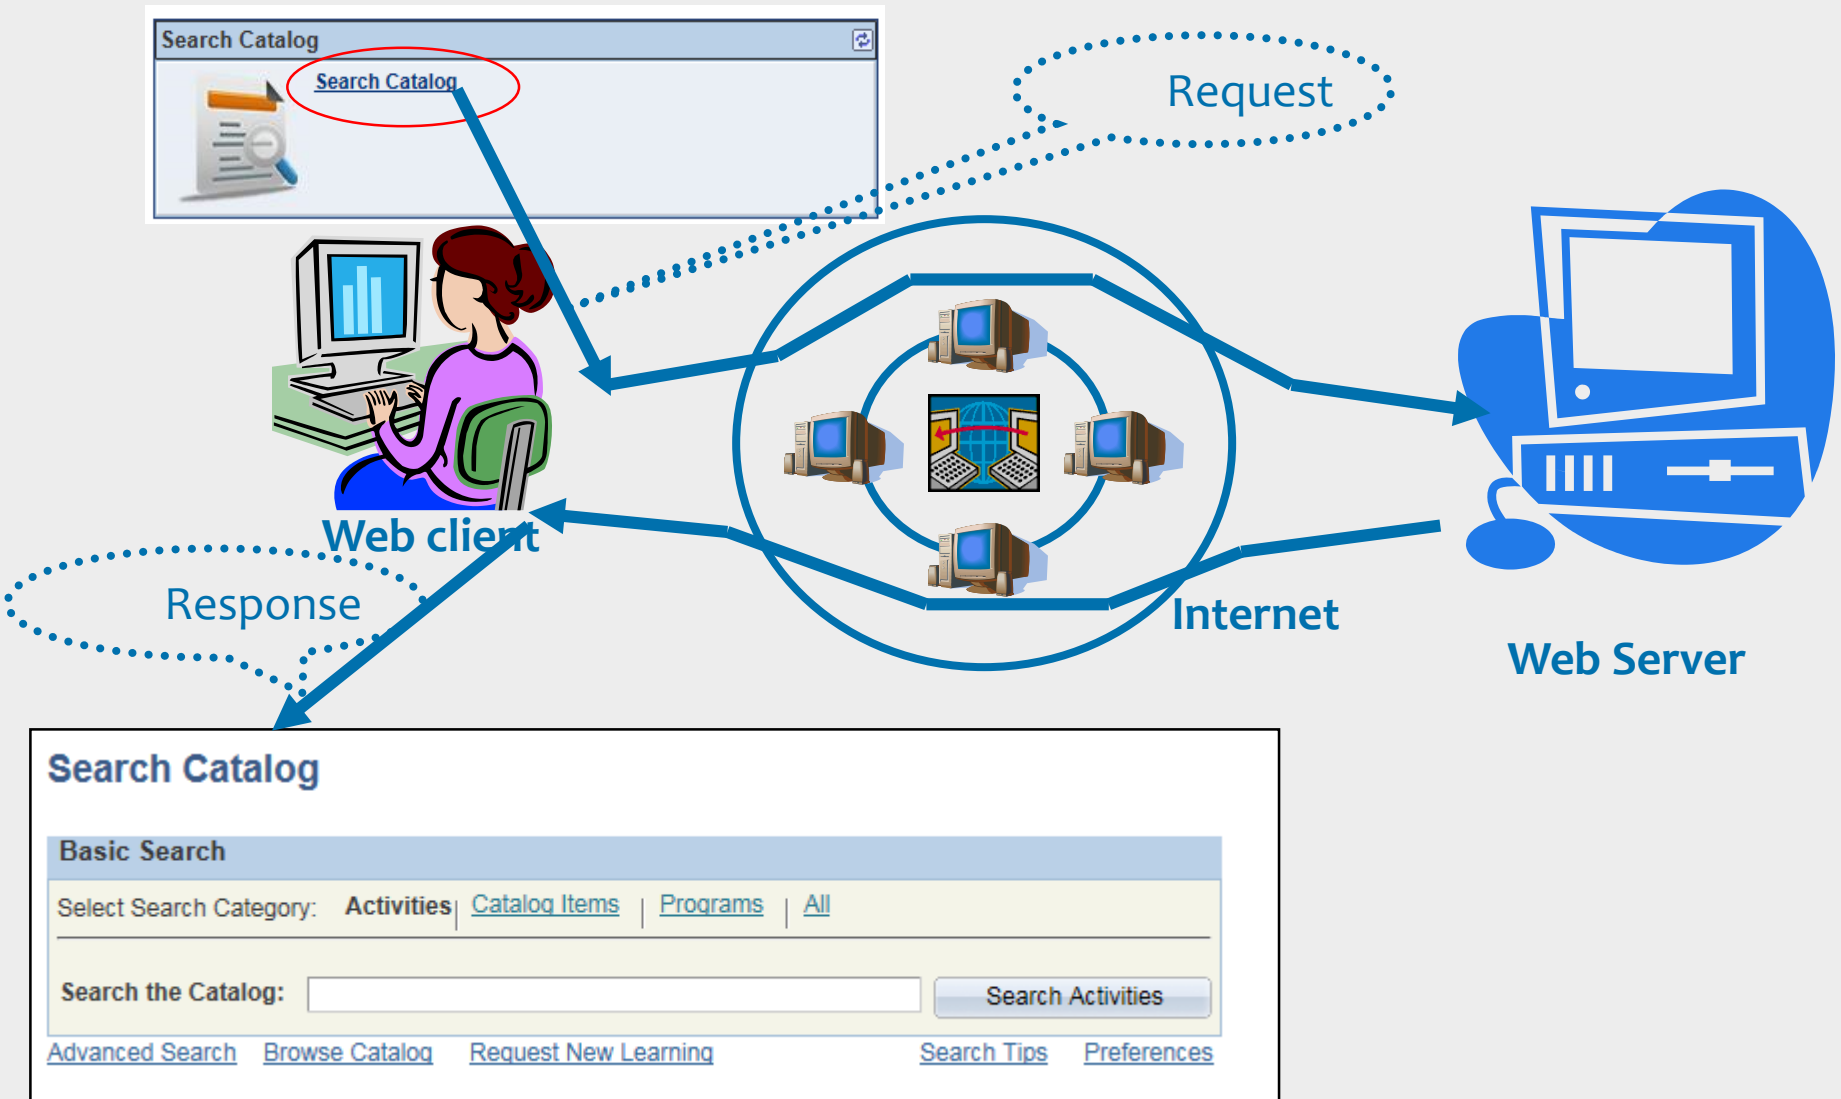 Search Catalog
Search Catalog
Request
Web client
Response
Internet
Web Server
Search Catalog
Basic Search
Select Search Category: Activities | Catalog Items | Programs | All
Search the Catalog: Search Activities
Advanced Search Browse Catalog Request New Learning Search Tips Preferences